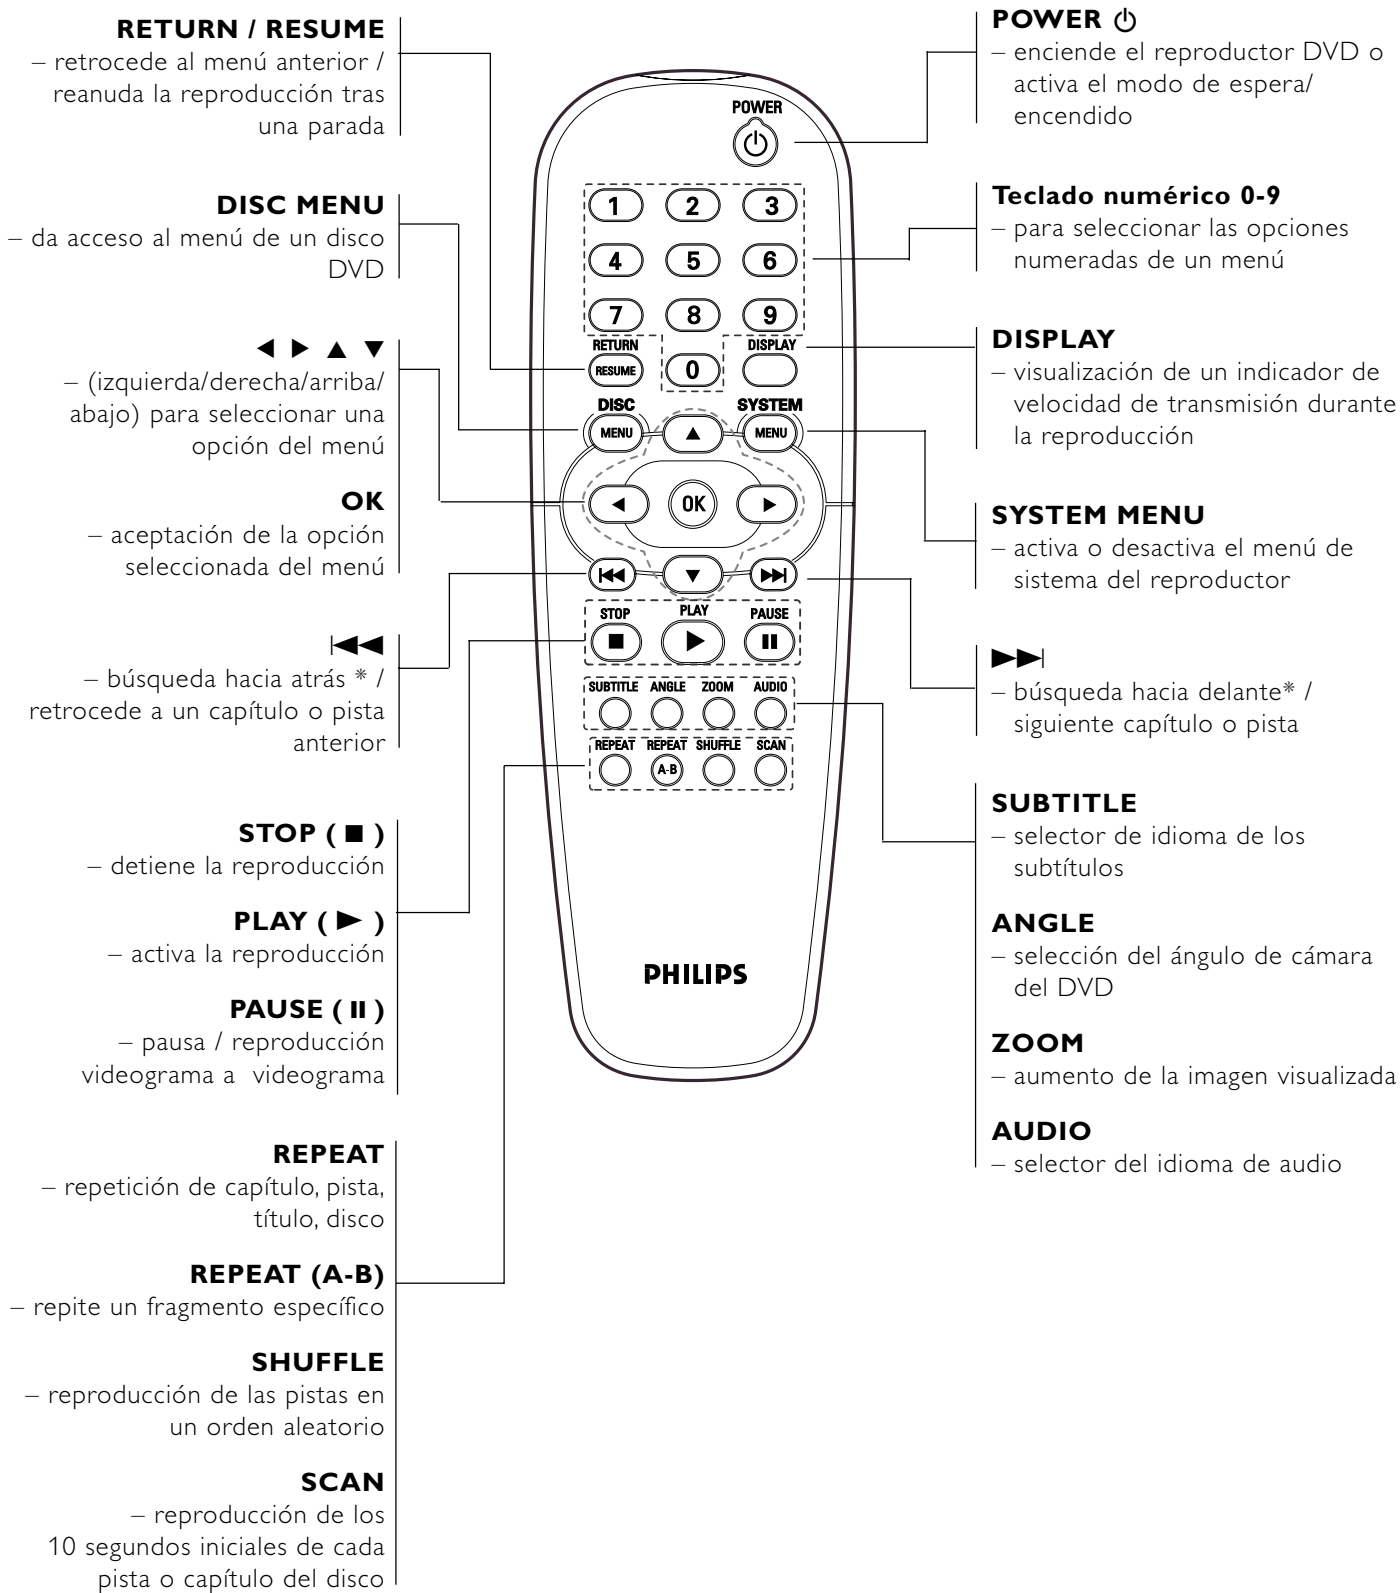 RETURN / RESUME
– retrocede al menú anterior /
reanuda la reproducción tras
una parada
DISC MENU
– da acceso al menú de un disco
DVD
◀ ▶ ▲ ▼
– (izquierda/derecha/arriba/
abajo) para seleccionar una
opción del menú
OK
– aceptación de la opción
seleccionada del menú
|◀◀
– búsqueda hacia atrás * /
retrocede a un capítulo o pista
anterior
STOP ( ■ )
– detiene la reproducción
PLAY ( ▶ )
– activa la reproducción
PAUSE ( II )
– pausa / reproducción
videograma a videograma
REPEAT
– repetición de capítulo, pista,
título, disco
REPEAT (A-B)
– repite un fragmento específico
SHUFFLE
– reproducción de las pistas en
un orden aleatorio
SCAN
– reproducción de los
10 segundos iniciales de cada
pista o capítulo del disco
POWER
1 2 3
4 5 6
7 8 9
RETURN DISPLAY
RESUME 0
DISC SYSTEM
MENU ▲ MENU
◀ OK ▶
|◀◀ ▼ ▶▶|
STOP PLAY PAUSE
■ ▶ II
SUBTITLE ANGLE ZOOM AUDIO
REPEAT REPEAT SHUFFLE SCAN
A-B
PHILIPS
POWER ⏻
– enciende el reproductor DVD o
activa el modo de espera/
encendido
Teclado numérico 0-9
– para seleccionar las opciones
numeradas de un menú
DISPLAY
– visualización de un indicador de
velocidad de transmisión durante
la reproducción
SYSTEM MENU
– activa o desactiva el menú de
sistema del reproductor
▶▶|
– búsqueda hacia delante* /
siguiente capítulo o pista
SUBTITLE
– selector de idioma de los
subtítulos
ANGLE
– selección del ángulo de cámara
del DVD
ZOOM
– aumento de la imagen visualizada
AUDIO
– selector del idioma de audio